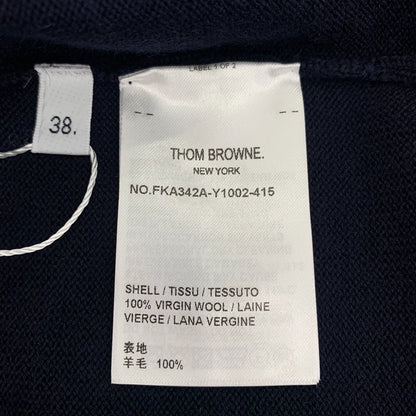 LABEL 1 OF 2
38.
THOM BROWNE.
NEW YORK
NO.FKA342A-Y1002-415
SHELL / TISSU / TESSUTO
100% VIRGIN WOOL / LAINE
VIERGE / LANA VERGINE
表地
羊毛 100%